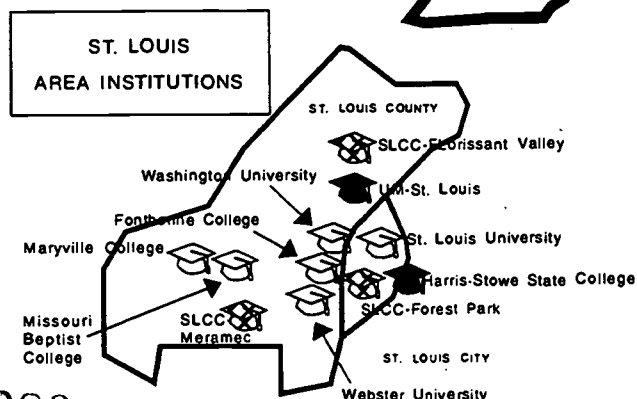 ST. LOUIS
AREA INSTITUTIONS
ST. LOUIS COUNTY
SLCC-Florissant Valley
Washington University
UM-St. Louis
Fontbonne College
St. Louis University
Maryville College
Harris-Stowe State College
SLCC-Forest Park
Missouri
Beptist
College
SLCC
Meramec
ST. LOUIS CITY
Webster University